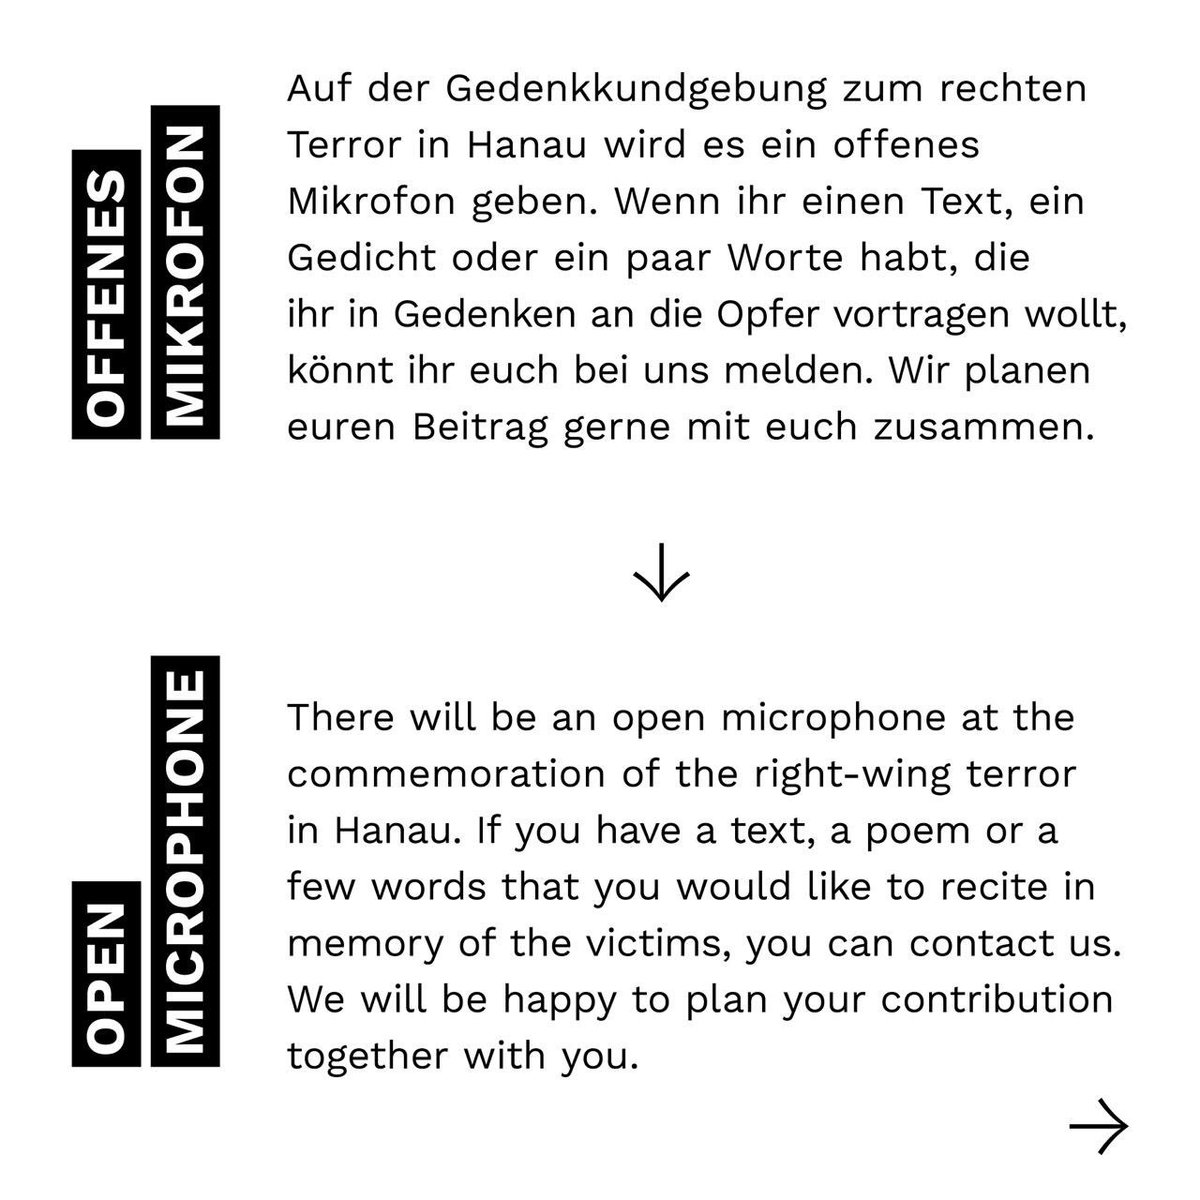 OFFENES
MIKROFON
Auf der Gedenkkundgebung zum rechten
Terror in Hanau wird es ein offenes
Mikrofon geben. Wenn ihr einen Text, ein
Gedicht oder ein paar Worte habt, die
ihr in Gedenken an die Opfer vortragen wollt,
könnt ihr euch bei uns melden. Wir planen
euren Beitrag gerne mit euch zusammen.
OPEN
MICROPHONE
There will be an open microphone at the
commemoration of the right-wing terror
in Hanau. If you have a text, a poem or a
few words that you would like to recite in
memory of the victims, you can contact us.
We will be happy to plan your contribution
together with you.